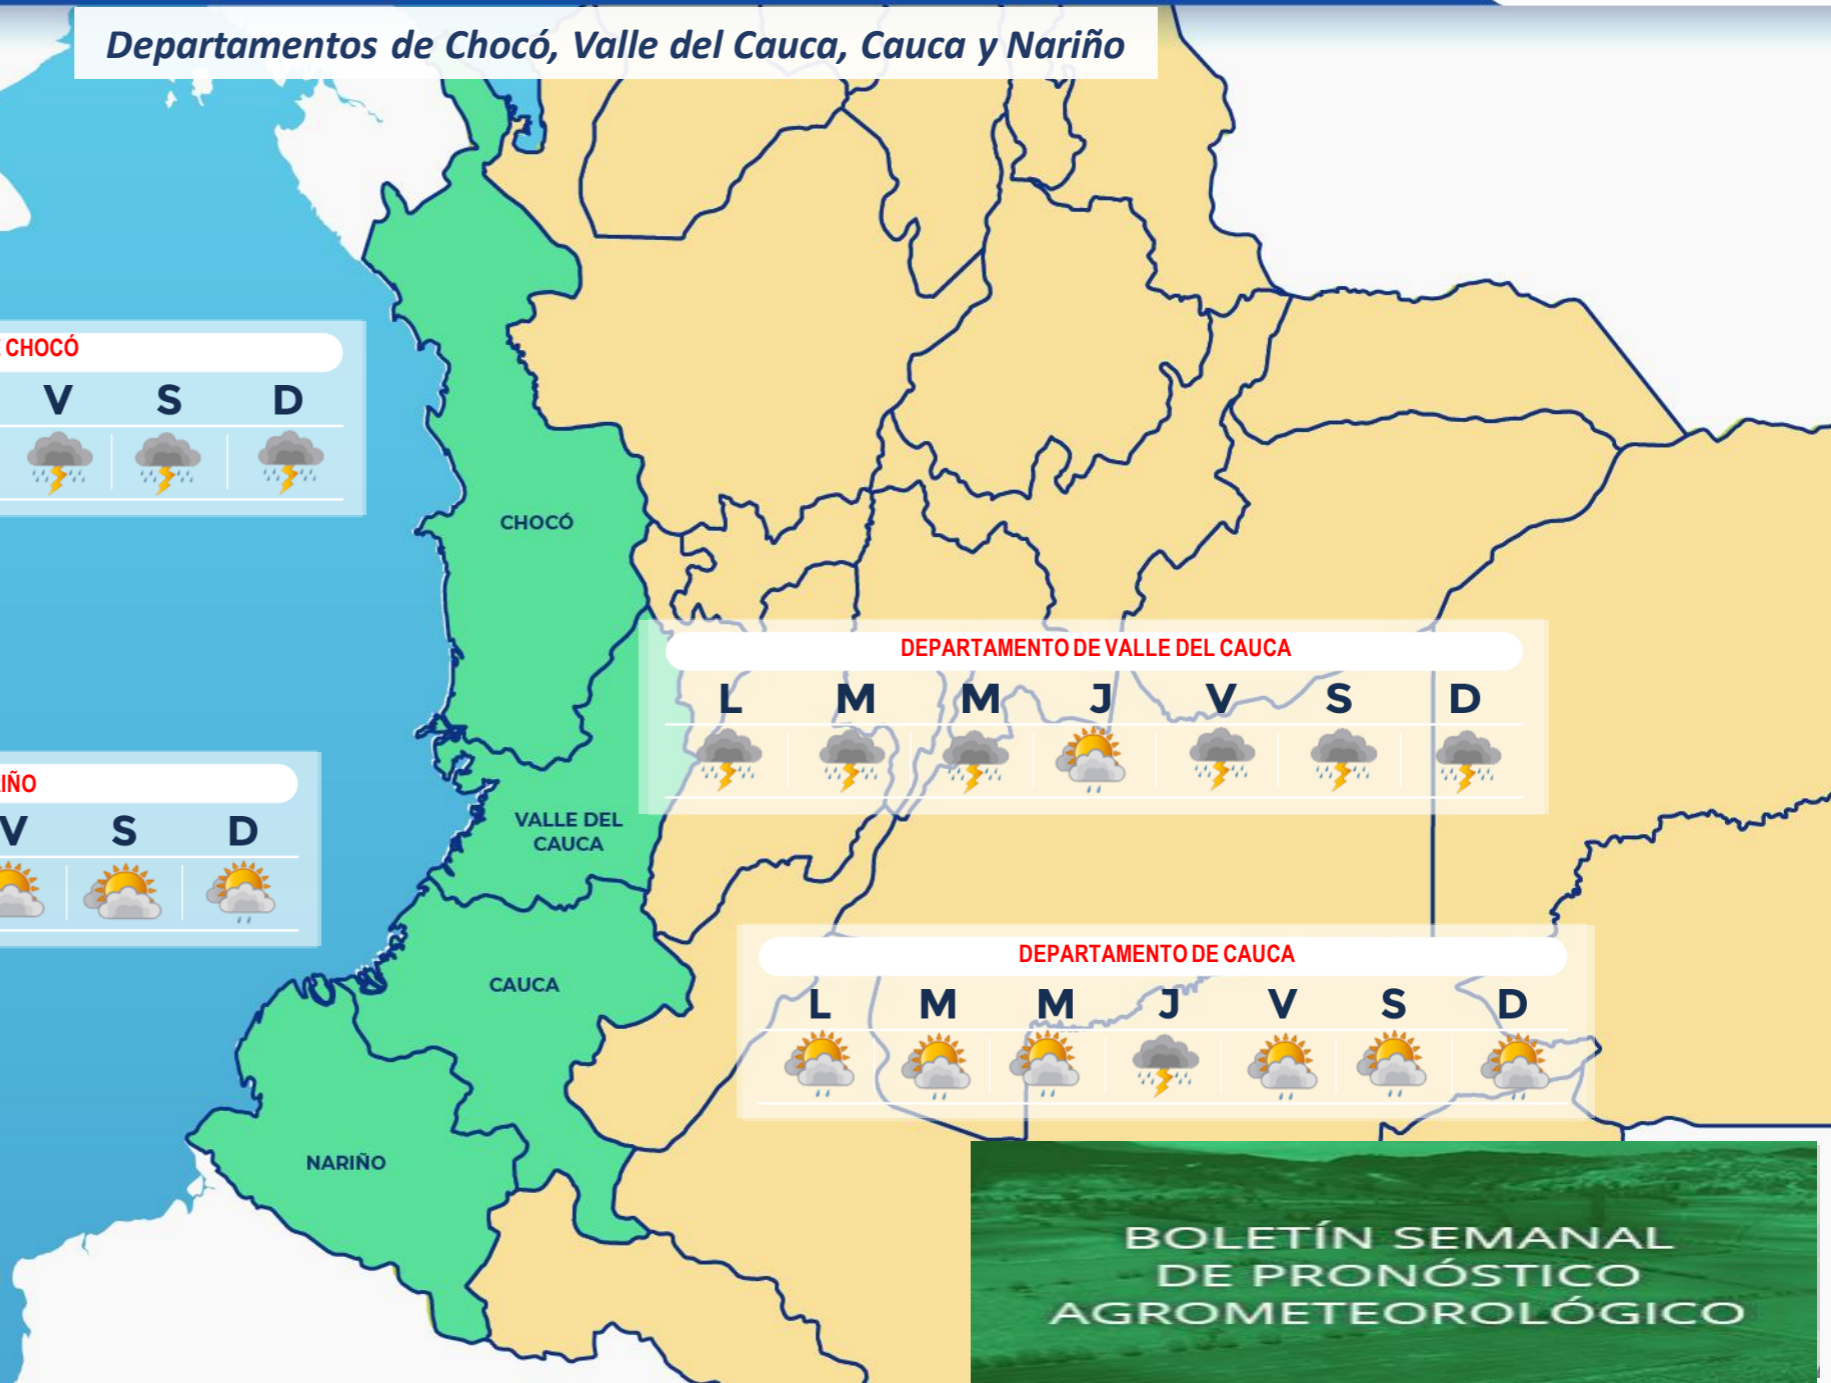 Departamentos de Chocó, Valle del Cauca, Cauca y Nariño
CHOCÓ
V S D
CHOCÓ
DEPARTAMENTO DE VALLE DEL CAUCA
L M M J V S D
IÑO
V S D
VALLE DEL
CAUCA
DEPARTAMENTO DE CAUCA
L M M J V S D
CAUCA
NARIÑO
BOLETÍN SEMANAL
DE PRONÓSTICO
AGROMETEOROLÓGICO